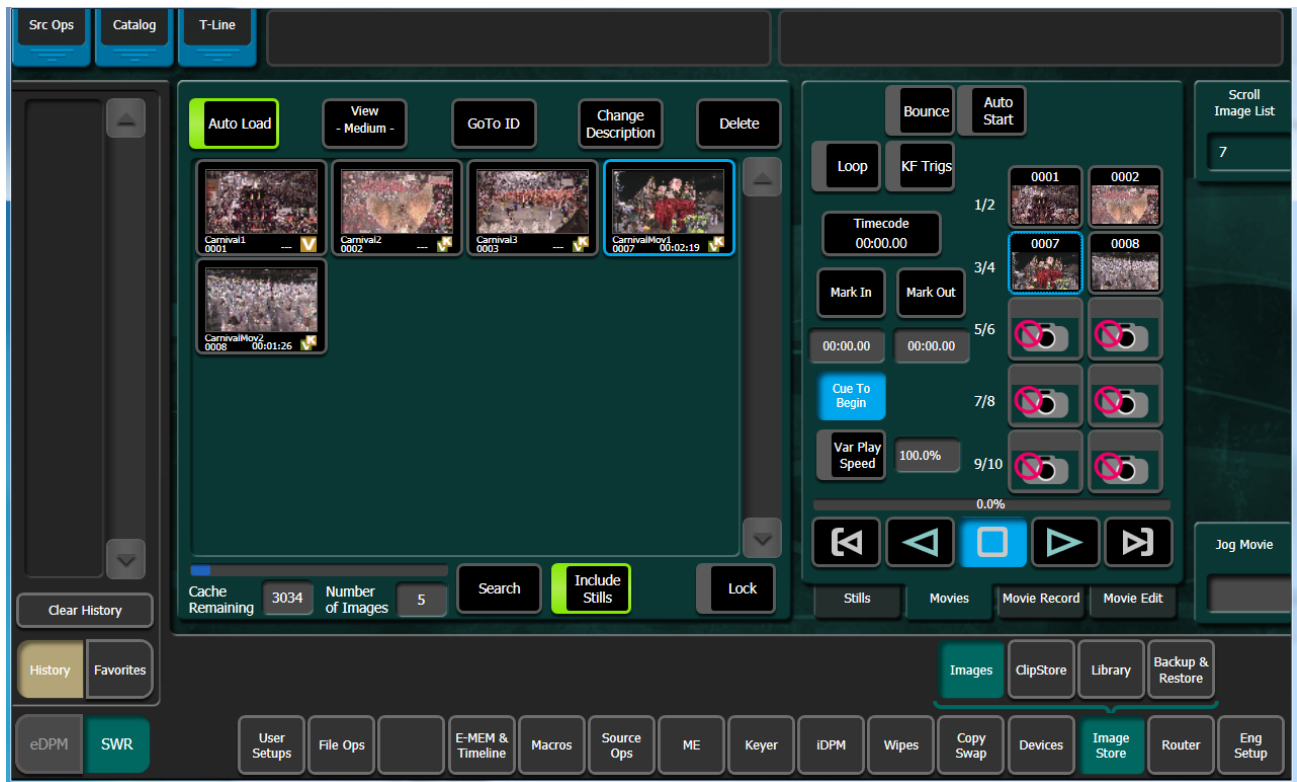 Src Ops
Catalog
T-Line
Auto Load
View
- Medium -
GoTo ID
Change
Description
Delete
Carnival1
0001 ---
V
Carnival2
0002 ---
VK
Carnival3
0003 ---
VK
CarnivalMov1
0007 00:02:19
VK
CarnivalMov2
0008 00:01:26
VK
Cache
Remaining
3034
Number
of Images
5
Search
Include
Stills
Lock
Clear History
History
Favorites
eDPM
SWR
Bounce
Auto
Start
Loop
KF Trigs
Timecode
00:00.00
Mark In
Mark Out
00:00.00
00:00.00
Cue To
Begin
Var Play
Speed
100.0%
1/2
0001
0002
3/4
0007
0008
5/6
7/8
9/10
0.0%
Stills
Movies
Movie Record
Movie Edit
Scroll
Image List
7
Jog Movie
Images
ClipStore
Library
Backup &
Restore
User
Setups
File Ops
E-MEM &
Timeline
Macros
Source
Ops
ME
Keyer
iDPM
Wipes
Copy
Swap
Devices
Image
Store
Router
Eng
Setup